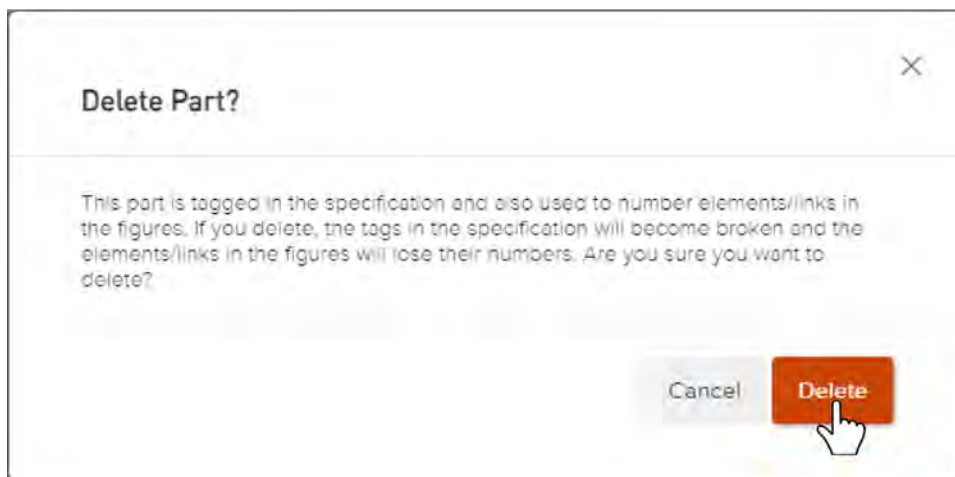 Delete Part?
This part is tagged in the specification and also used to number elements/links in
the figures. If you delete, the tags in the specification will become broken and the
elements/links in the figures will lose their numbers. Are you sure you want to
delete?
Cancel Delete